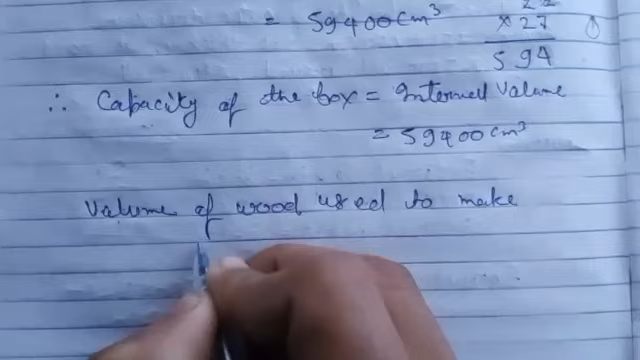 = 59400 cm³
× 27
594
∴ Capacity of the box = Internal Volume
= 59400 cm³
Volume of wood used to make